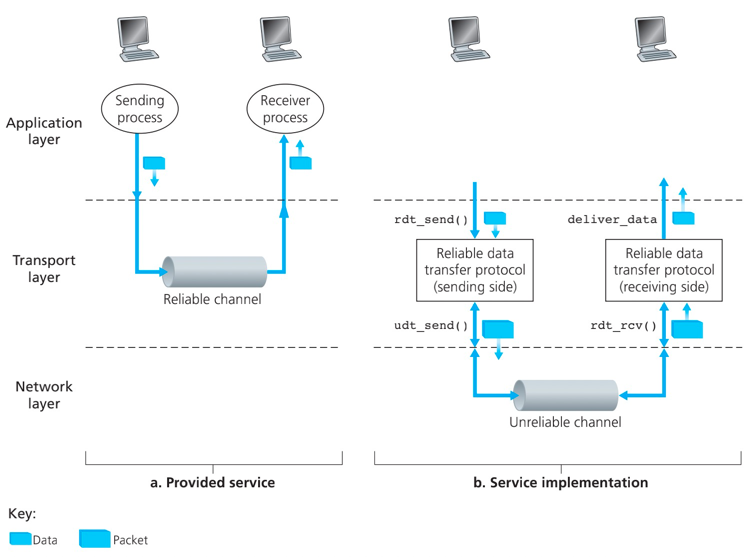 Application
layer
Sending
process
Receiver
process
Transport
layer
Reliable channel
Network
layer
a. Provided service
rdt_send()
deliver_data
Reliable data
transfer protocol
(sending side)
Reliable data
transfer protocol
(receiving side)
udt_send()
rdt_rcv()
Unreliable channel
b. Service implementation
Key:
Data
Packet